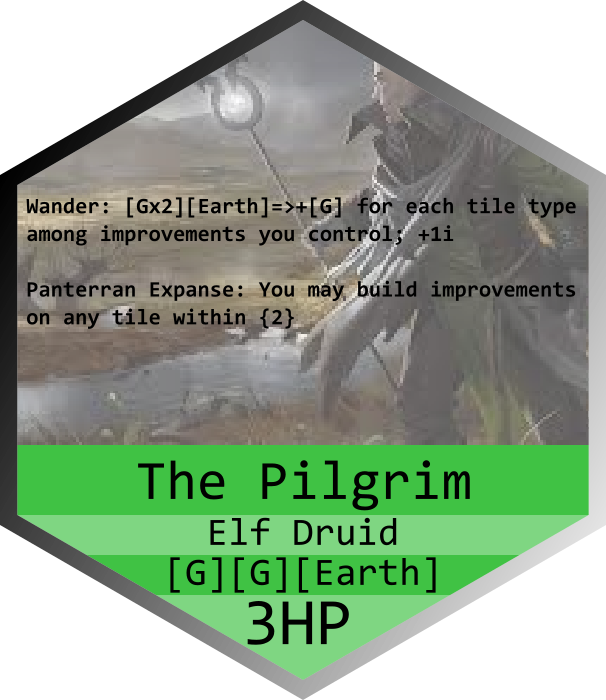 Wander: [Gx2][Earth]=>+[G] for each tile type
among improvements you control; +1i
Panterran Expanse: You may build improvements
on any tile within {2}
The Pilgrim
Elf Druid
[G][G][Earth]
3HP